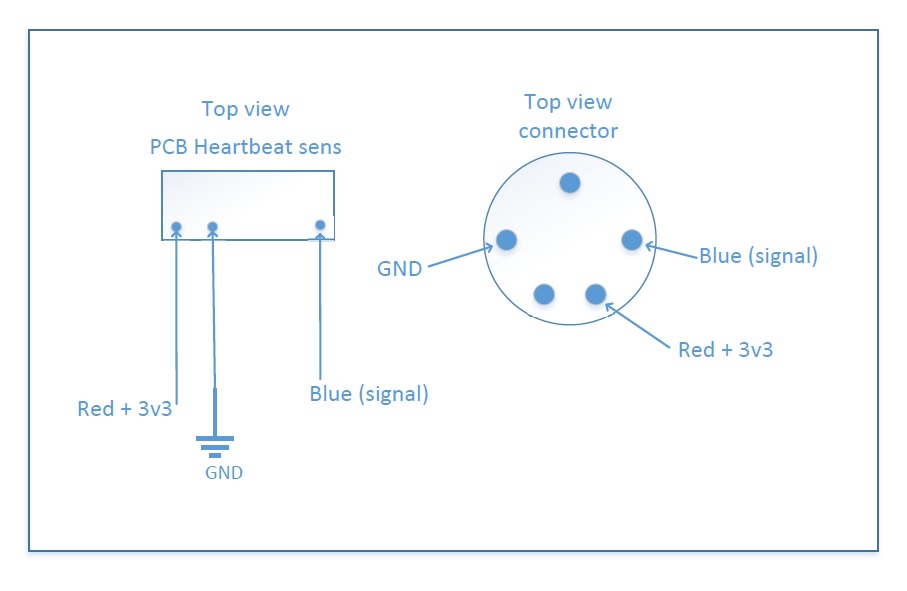 Top view
PCB Heartbeat sens
Red + 3v3
GND
Blue (signal)
Top view
connector
GND
Blue (signal)
Red + 3v3